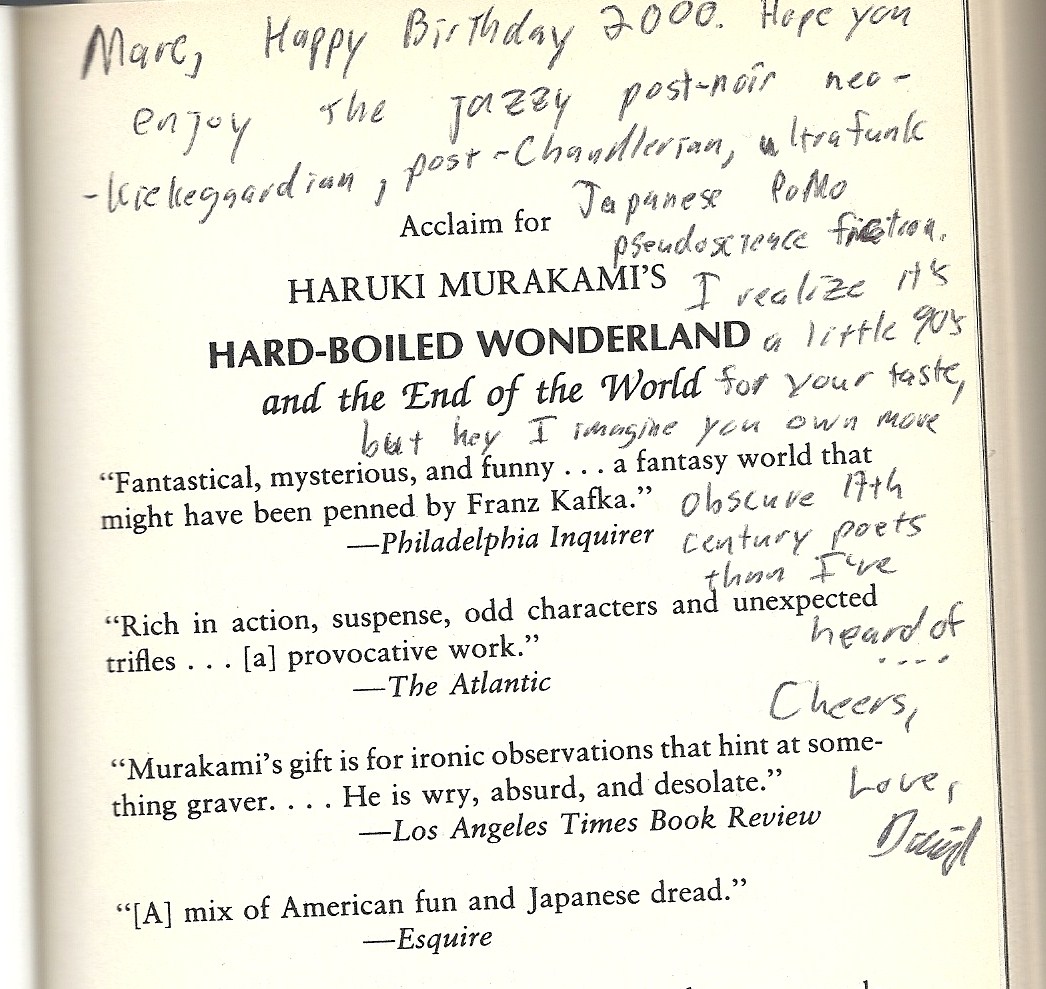 Marc, Happy Birthday 2000. Hope you
enjoy the jazzy post-noir neo-
-Kiekegaardian, post-Chandlerian, ultrafunk
Japanese PoMo
Acclaim for
pseudoscience fiction.
HARUKI MURAKAMI'S
I realize it's
HARD-BOILED WONDERLAND
a little 90s
and the End of the World
for your taste,
but hey I imagine you own more
“Fantastical, mysterious, and funny . . . a fantasy world that
might have been penned by Franz Kafka.”
obscure 17th
—Philadelphia Inquirer
century poets
than I've
“Rich in action, suspense, odd characters and unexpected
heard of
trifles . . . [a] provocative work.”
....
—The Atlantic
Cheers,
“Murakami’s gift is for ironic observations that hint at some-
thing graver. . . . He is wry, absurd, and desolate.”
Love,
—Los Angeles Times Book Review
David
“[A] mix of American fun and Japanese dread.”
—Esquire